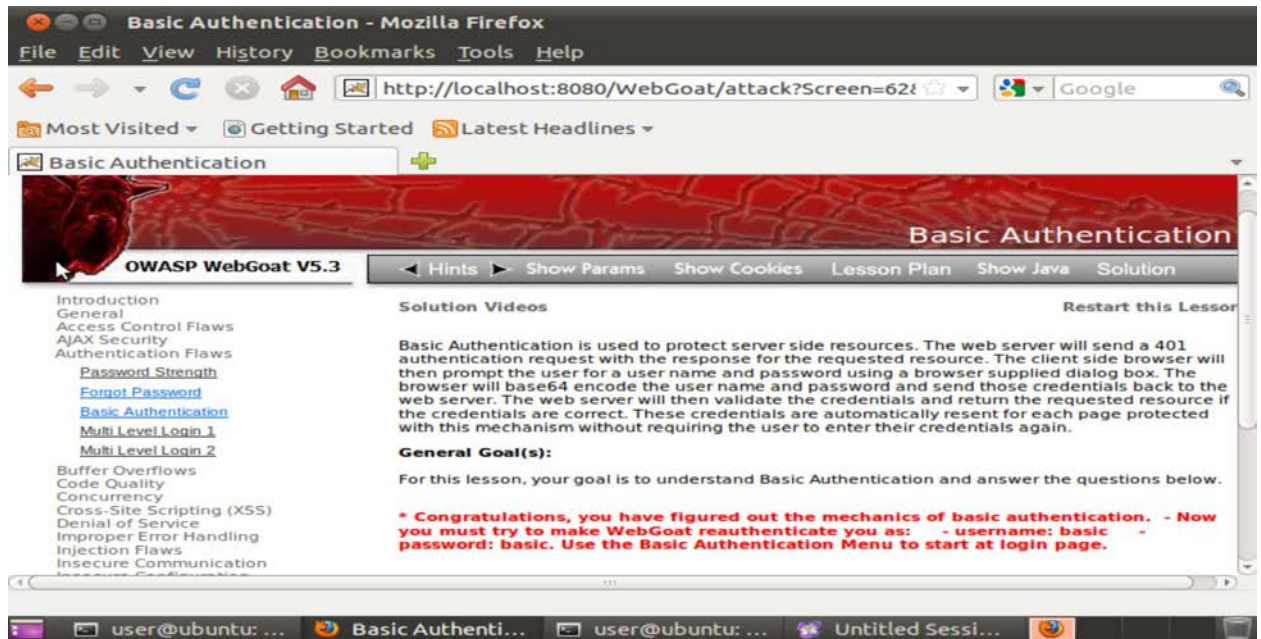 Basic Authentication - Mozilla Firefox
File Edit View History Bookmarks Tools Help
http://localhost:8080/WebGoat/attack?Screen=628
Google
Most Visited Getting Started Latest Headlines
Basic Authentication
Basic Authentication
OWASP WebGoat V5.3
Hints Show Params Show Cookies Lesson Plan Show Java Solution
Introduction
General
Access Control Flaws
AJAX Security
Authentication Flaws
Password Strength
Forgot Password
Basic Authentication
Multi Level Login 1
Multi Level Login 2
Buffer Overflows
Code Quality
Concurrency
Cross-Site Scripting (XSS)
Denial of Service
Improper Error Handling
Injection Flaws
Insecure Communication
Solution Videos
Restart this Lesson
Basic Authentication is used to protect server side resources. The web server will send a 401
authentication request with the response for the requested resource. The client side browser will
then prompt the user for a user name and password using a browser supplied dialog box. The
browser will base64 encode the user name and password and send those credentials back to the
web server. The web server will then validate the credentials and return the requested resource if
the credentials are correct. These credentials are automatically resent for each page protected
with this mechanism without requiring the user to enter their credentials again.
General Goal(s):
For this lesson, your goal is to understand Basic Authentication and answer the questions below.
* Congratulations, you have figured out the mechanics of basic authentication. - Now
you must try to make WebGoat reauthenticate you as: - username: basic -
password: basic. Use the Basic Authentication Menu to start at login page.
user@ubuntu: ... Basic Authenti... user@ubuntu: ... Untitled Sessi...